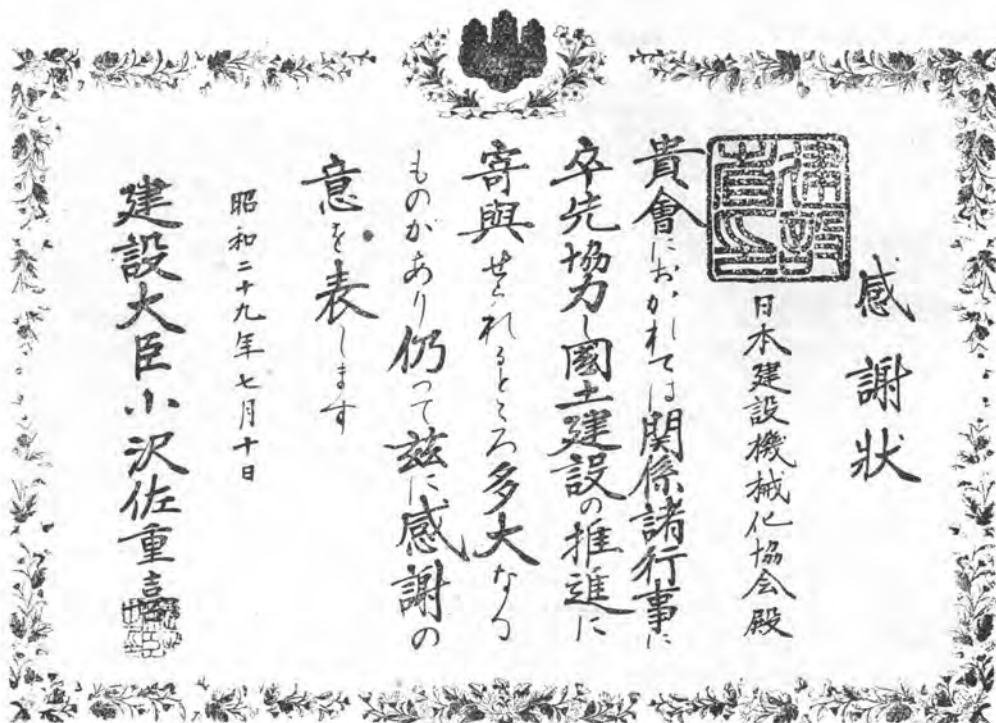 感謝状
日本建設機械化協会殿
貴會におかれては関係諸行事に
卒先協力し國土建設の推進に
寄與せられるところ多大なる
ものがあり仍って茲に感謝の
意を表します
昭和二十九年七月十日
建設大臣小沢佐重喜